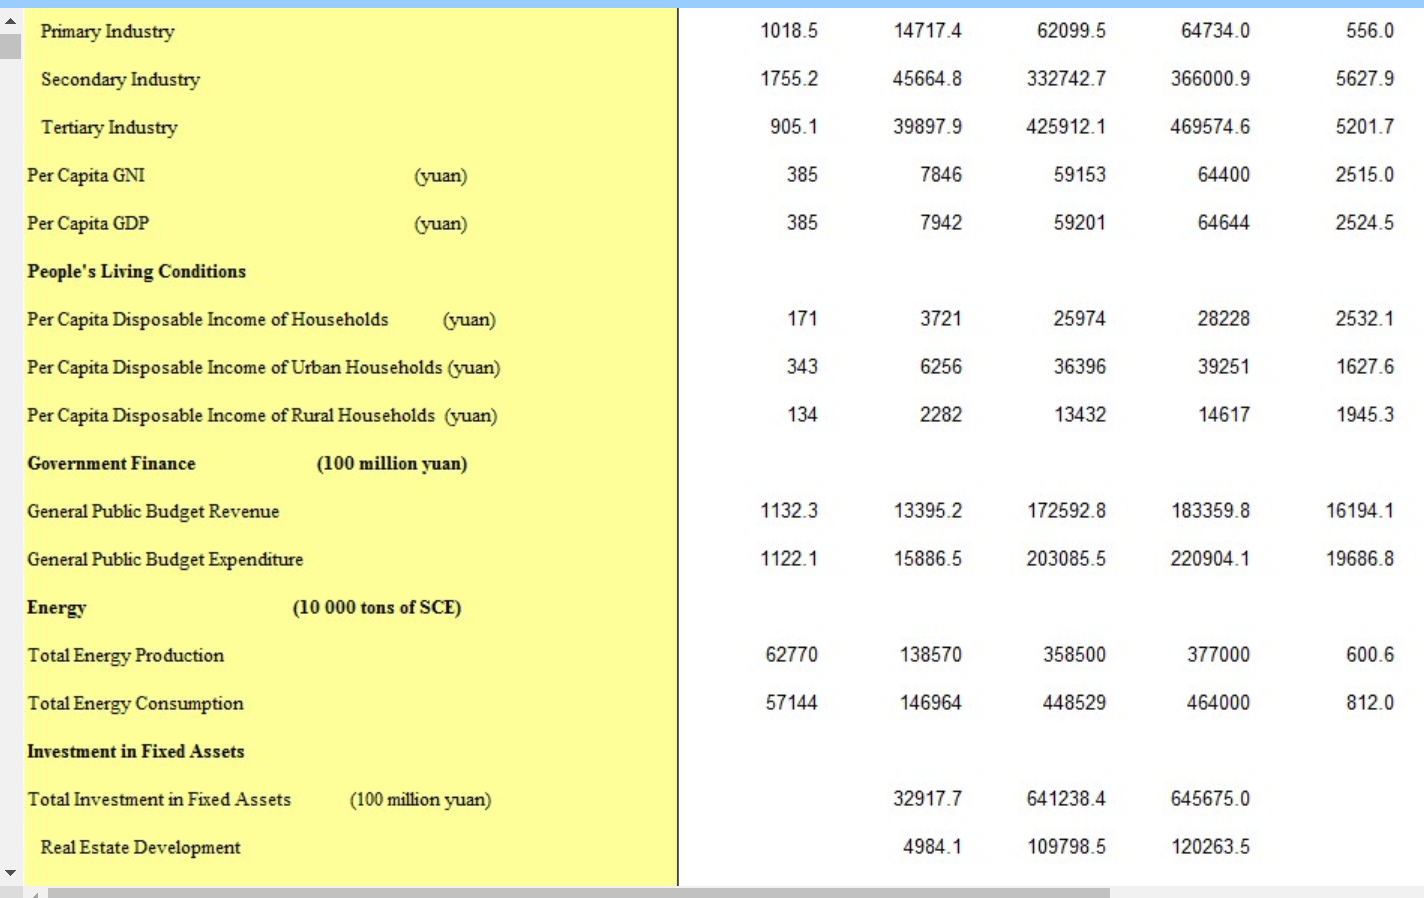 Primary Industry 1018.5 14717.4 62099.5 64734.0 556.0
Secondary Industry 1755.2 45664.8 332742.7 366000.9 5627.9
Tertiary Industry 905.1 39897.9 425912.1 469574.6 5201.7
Per Capita GNI (yuan) 385 7846 59153 64400 2515.0
Per Capita GDP (yuan) 385 7942 59201 64644 2524.5
People's Living Conditions
Per Capita Disposable Income of Households (yuan) 171 3721 25974 28228 2532.1
Per Capita Disposable Income of Urban Households (yuan) 343 6256 36396 39251 1627.6
Per Capita Disposable Income of Rural Households (yuan) 134 2282 13432 14617 1945.3
Government Finance (100 million yuan)
General Public Budget Revenue 1132.3 13395.2 172592.8 183359.8 16194.1
General Public Budget Expenditure 1122.1 15886.5 203085.5 220904.1 19686.8
Energy (10 000 tons of SCE)
Total Energy Production 62770 138570 358500 377000 600.6
Total Energy Consumption 57144 146964 448529 464000 812.0
Investment in Fixed Assets
Total Investment in Fixed Assets (100 million yuan) 32917.7 641238.4 645675.0
Real Estate Development 4984.1 109798.5 120263.5